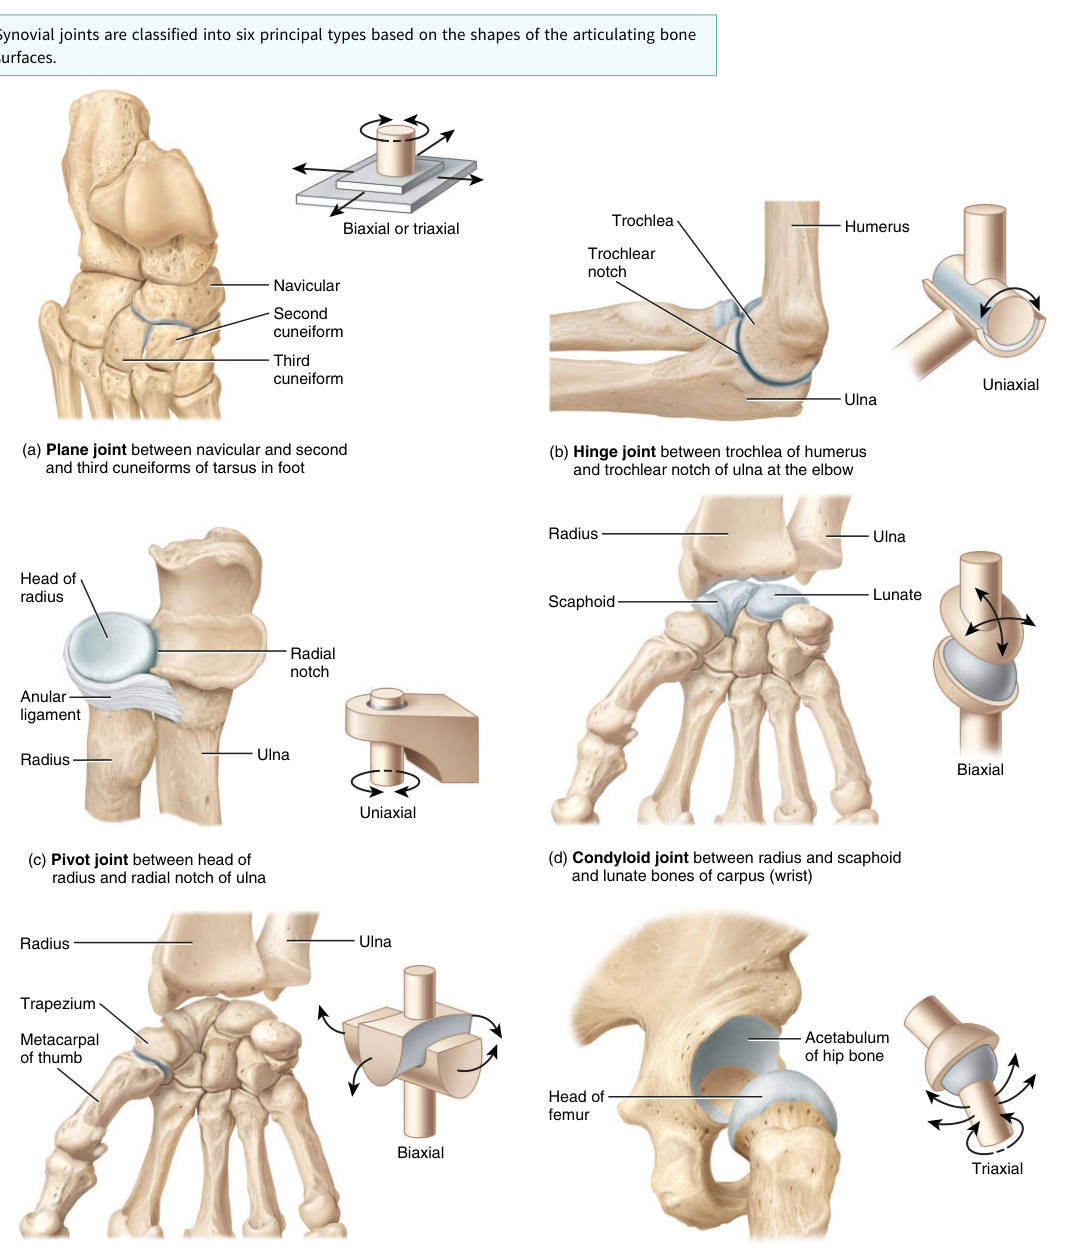 Synovial joints are classified into six principal types based on the shapes of the articulating bone
surfaces.
Biaxial or triaxial
Navicular
Second
cuneiform
Third
cuneiform
(a) Plane joint between navicular and second
and third cuneiforms of tarsus in foot
Trochlea
Trochlear
notch
Humerus
Ulna
Uniaxial
(b) Hinge joint between trochlea of humerus
and trochlear notch of ulna at the elbow
Head of
radius
Radial
notch
Anular
ligament
Radius
Ulna
Uniaxial
(c) Pivot joint between head of
radius and radial notch of ulna
Radius
Ulna
Scaphoid
Lunate
Biaxial
(d) Condyloid joint between radius and scaphoid
and lunate bones of carpus (wrist)
Radius
Ulna
Trapezium
Metacarpal
of thumb
Biaxial
Acetabulum
of hip bone
Head of
femur
Triaxial